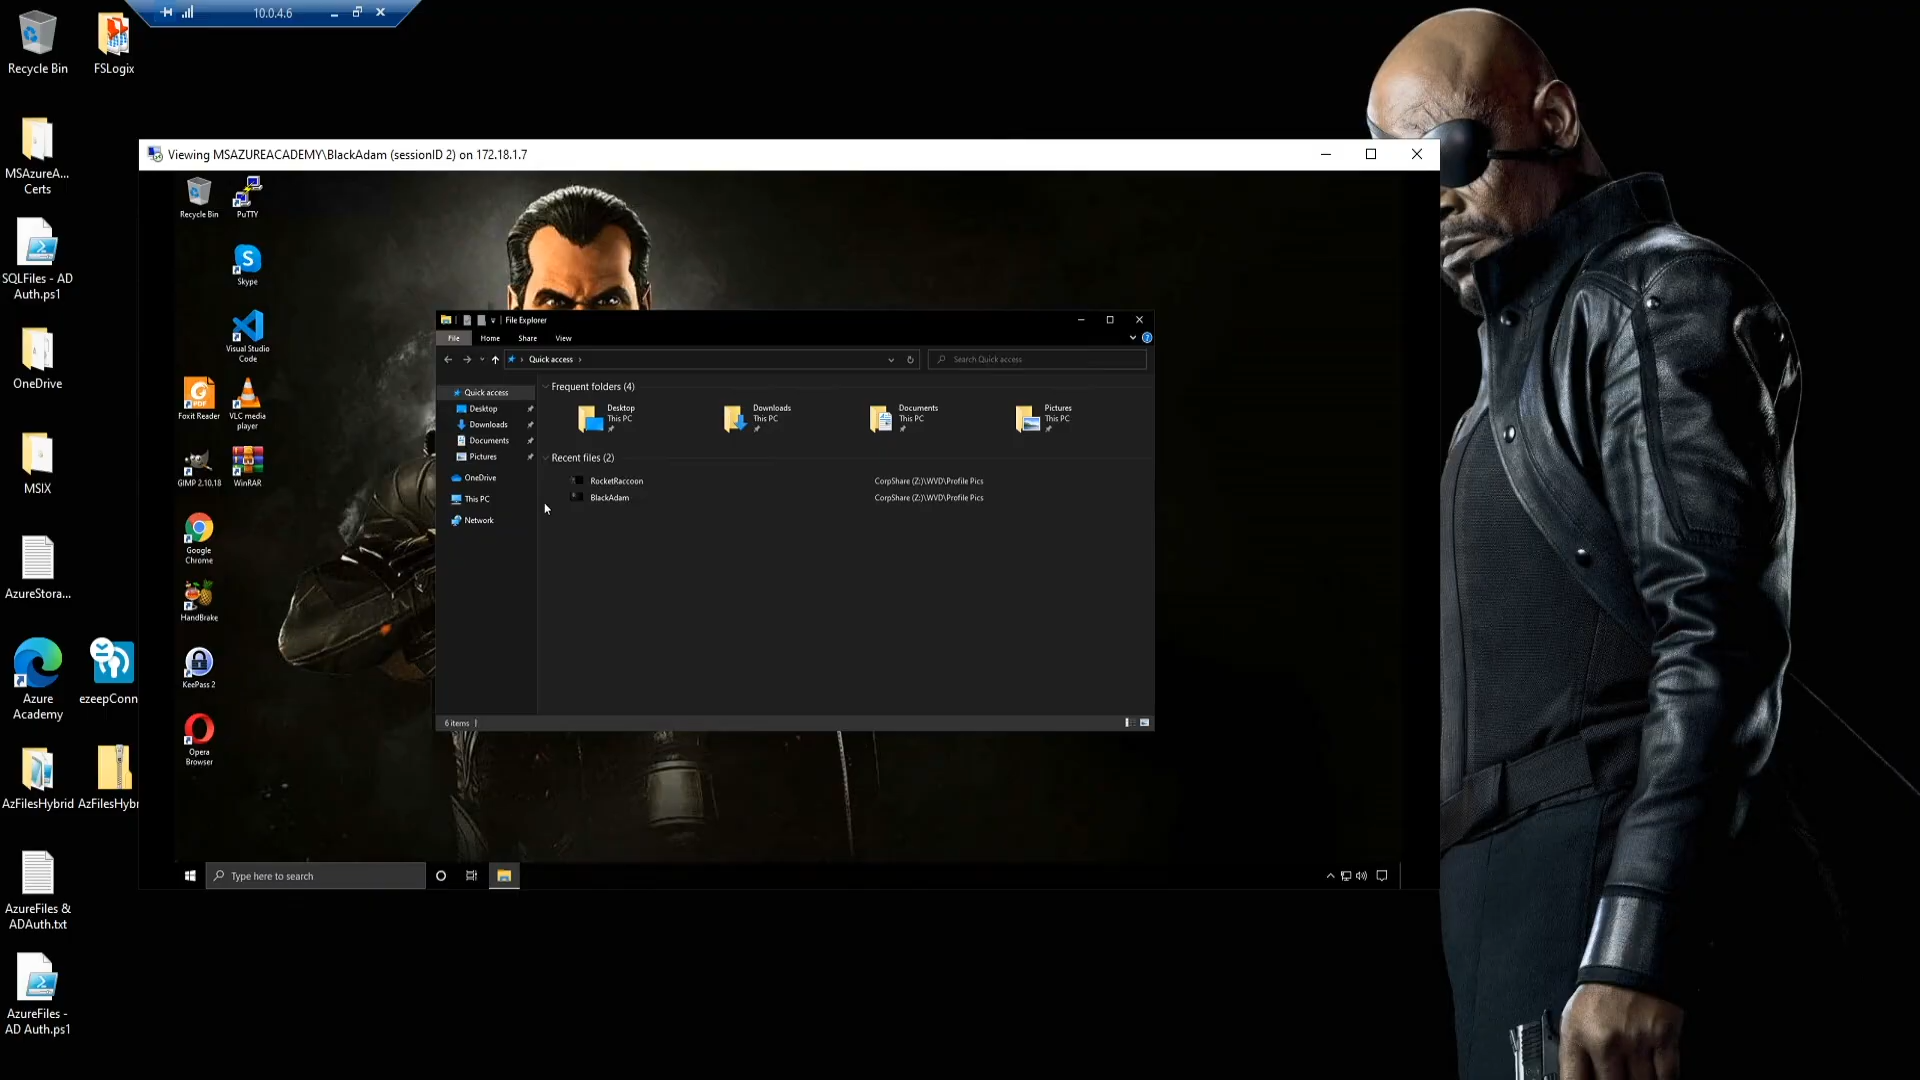 10.0.4.6
Recycle Bin
FSLogix
MSAzureA...
Certs
SQLFiles - AD
Auth.ps1
OneDrive
MSIX
AzureStora...
Azure
Academy
ezeepConn
AzFilesHybrid
AzFilesHybr
AzureFiles &
ADAuth.txt
AzureFiles -
AD Auth.ps1
Viewing MSAZUREACADEMY\BlackAdam (sessionID 2) on 172.18.1.7
Recycle Bin
PuTTY
Skype
Visual Studio
Code
Foxit Reader
VLC media
player
GIMP 2.10.18
WinRAR
Google
Chrome
HandBrake
KeePass 2
Opera
Browser
File Explorer
File Home Share View
Quick access
Search Quick access
Quick access
Desktop
Downloads
Documents
Pictures
OneDrive
This PC
Network
Frequent folders (4)
Desktop
This PC
Downloads
This PC
Documents
This PC
Pictures
This PC
Recent files (2)
RocketRaccoon CorpShare (Z:)\WVD\Profile Pics
BlackAdam CorpShare (Z:)\WVD\Profile Pics
6 items
Type here to search